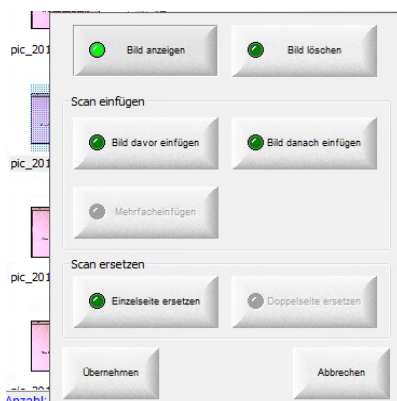 pic_201
Bild anzeigen
Bild löschen
Scan einfügen
pic_201
Bild davor einfügen
Bild danach einfügen
Mehrfacheinfügen
pic_201
Scan ersetzen
Einzelseite ersetzen
Doppelseite ersetzen
Übernehmen
Abbrechen
Anzahl: